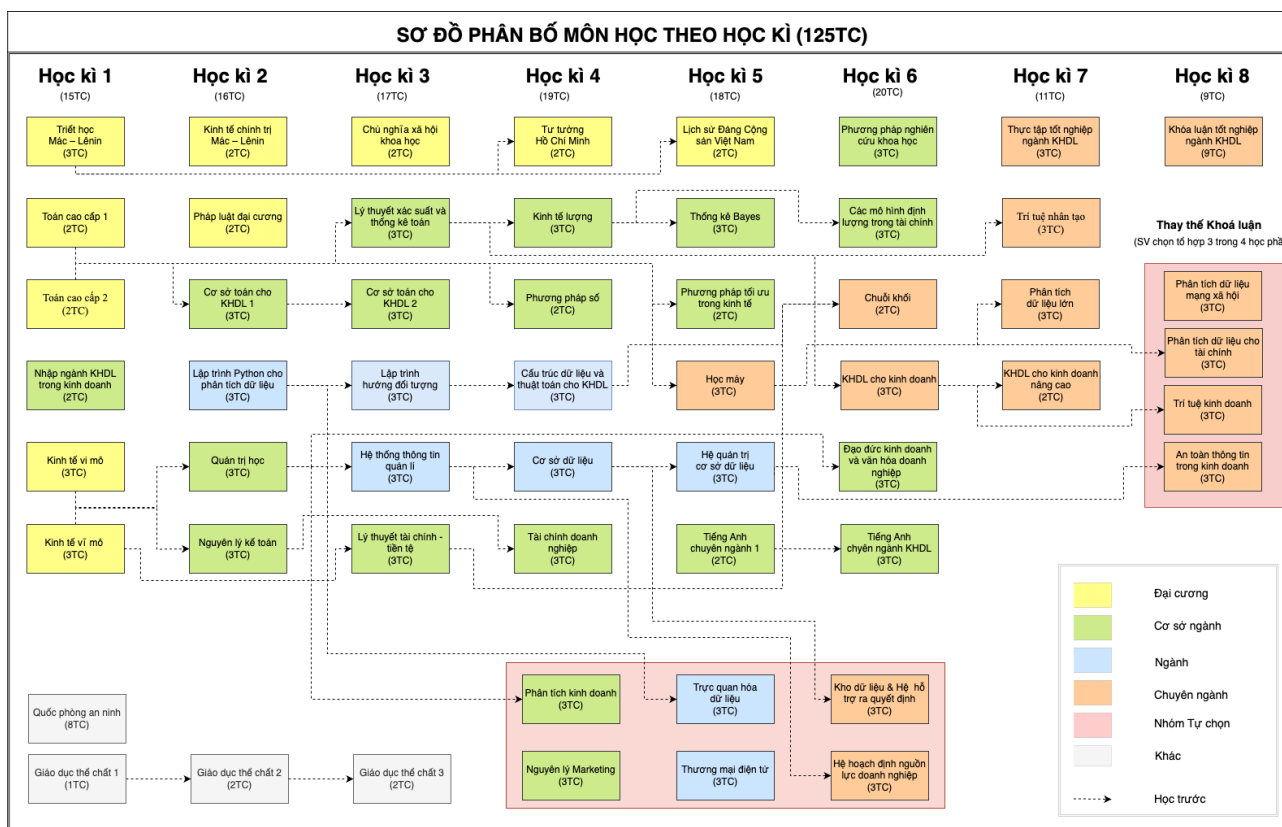 SƠ ĐỒ PHÂN BỐ MÔN HỌC THEO HỌC KÌ (125TC)
Học kì 1
(15TC)
Học kì 2
(16TC)
Học kì 3
(17TC)
Học kì 4
(19TC)
Học kì 5
(18TC)
Học kì 6
(20TC)
Học kì 7
(11TC)
Học kì 8
(9TC)
Triết học
Mác – Lênin
(3TC)
Kinh tế chính trị
Mác – Lênin
(2TC)
Chủ nghĩa xã hội
khoa học
(2TC)
Tư tưởng
Hồ Chí Minh
(2TC)
Lịch sử Đảng Cộng
sản Việt Nam
(2TC)
Phương pháp nghiên
cứu khoa học
(3TC)
Thực tập tốt nghiệp
ngành KHDL
(3TC)
Khóa luận tốt nghiệp
ngành KHDL
(9TC)
Toán cao cấp 1
(2TC)
Pháp luật đại cương
(2TC)
Lý thuyết xác suất và
thống kê toán
(3TC)
Kinh tế lượng
(3TC)
Thống kê Bayes
(3TC)
Các mô hình định
lượng trong tài chính
(3TC)
Trí tuệ nhân tạo
(3TC)
Thay thế Khoá luận
(SV chọn tổ hợp 3 trong 4 học phầ
Toán cao cấp 2
(2TC)
Cơ sở toán cho
KHDL 1
(3TC)
Cơ sở toán cho
KHDL 2
(3TC)
Phương pháp số
(2TC)
Phương pháp tối ưu
trong kinh tế
(2TC)
Chuỗi khối
(2TC)
Phân tích
dữ liệu lớn
(3TC)
Phân tích dữ liệu
mạng xã hội
(3TC)
Phân tích dữ liệu cho
tài chính
(3TC)
Nhập ngành KHDL
trong kinh doanh
(2TC)
Lập trình Python cho
phân tích dữ liệu
(3TC)
Lập trình
hướng đối tượng
(3TC)
Cấu trúc dữ liệu và
thuật toán cho KHDL
(3TC)
Học máy
(3TC)
KHDL cho kinh doanh
(3TC)
KHDL cho kinh doanh
nâng cao
(2TC)
Trí tuệ kinh doanh
(3TC)
Kinh tế vi mô
(3TC)
Quản trị học
(3TC)
Hệ thống thông tin
quản lí
(3TC)
Cơ sở dữ liệu
(3TC)
Hệ quản trị
cơ sở dữ liệu
(3TC)
Đạo đức kinh doanh
và văn hóa doanh
nghiệp
(3TC)
An toàn thông tin
trong kinh doanh
(3TC)
Kinh tế vĩ mô
(3TC)
Nguyên lý kế toán
(3TC)
Lý thuyết tài chính -
tiền tệ
(3TC)
Tài chính doanh
nghiệp
(3TC)
Tiếng Anh
chuyên ngành 1
(2TC)
Tiếng Anh
chyên ngành KHDL
(3TC)
Phân tích kinh doanh
(3TC)
Trực quan hóa
dữ liệu
(3TC)
Kho dữ liệu & Hệ hỗ
trợ ra quyết định
(3TC)
Quốc phòng an ninh
(8TC)
Giáo dục thể chất 1
(1TC)
Giáo dục thể chất 2
(2TC)
Giáo dục thể chất 3
(2TC)
Nguyên lý Marketing
(3TC)
Thương mại điện tử
(3TC)
Hệ hoạch định nguồn
lực doanh nghiệp
(3TC)
Đại cương
Cơ sở ngành
Ngành
Chuyên ngành
Nhóm Tự chọn
Khác
Học trước